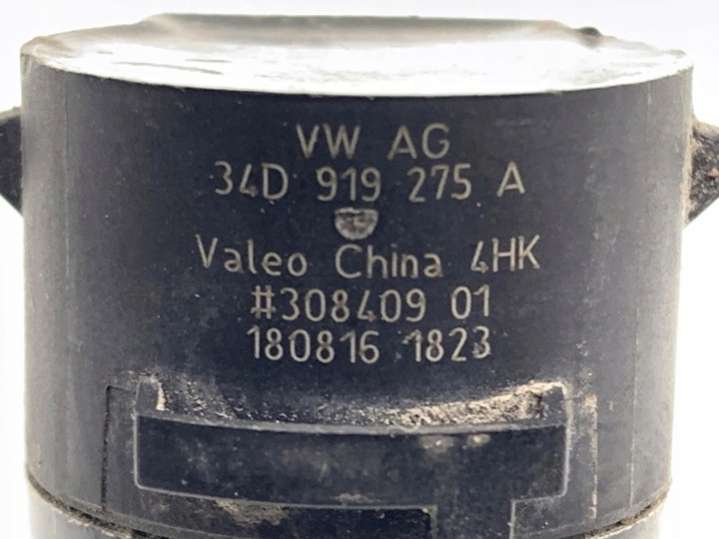 VW AG
34D 919 275 A
Valeo China 4HK
#308409 01
180816 1823